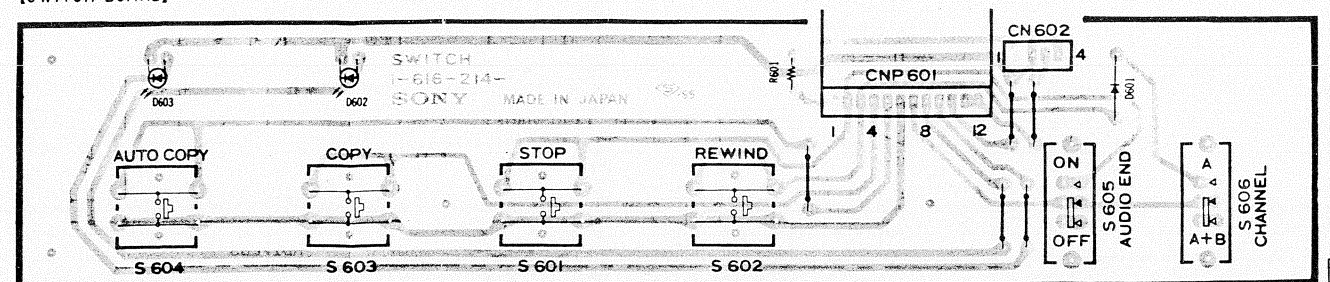 [SWITCH BOARD]
CN602
1 4
SWITCH
1-616-214-
SONY MADE IN JAPAN
D603
D602
R601
CNP601
D601
1 4 8 12
AUTO COPY
COPY
STOP
REWIND
S604
S603
S601
S602
ON
OFF
S605
AUDIO END
A
A+B
S606
CHANNEL